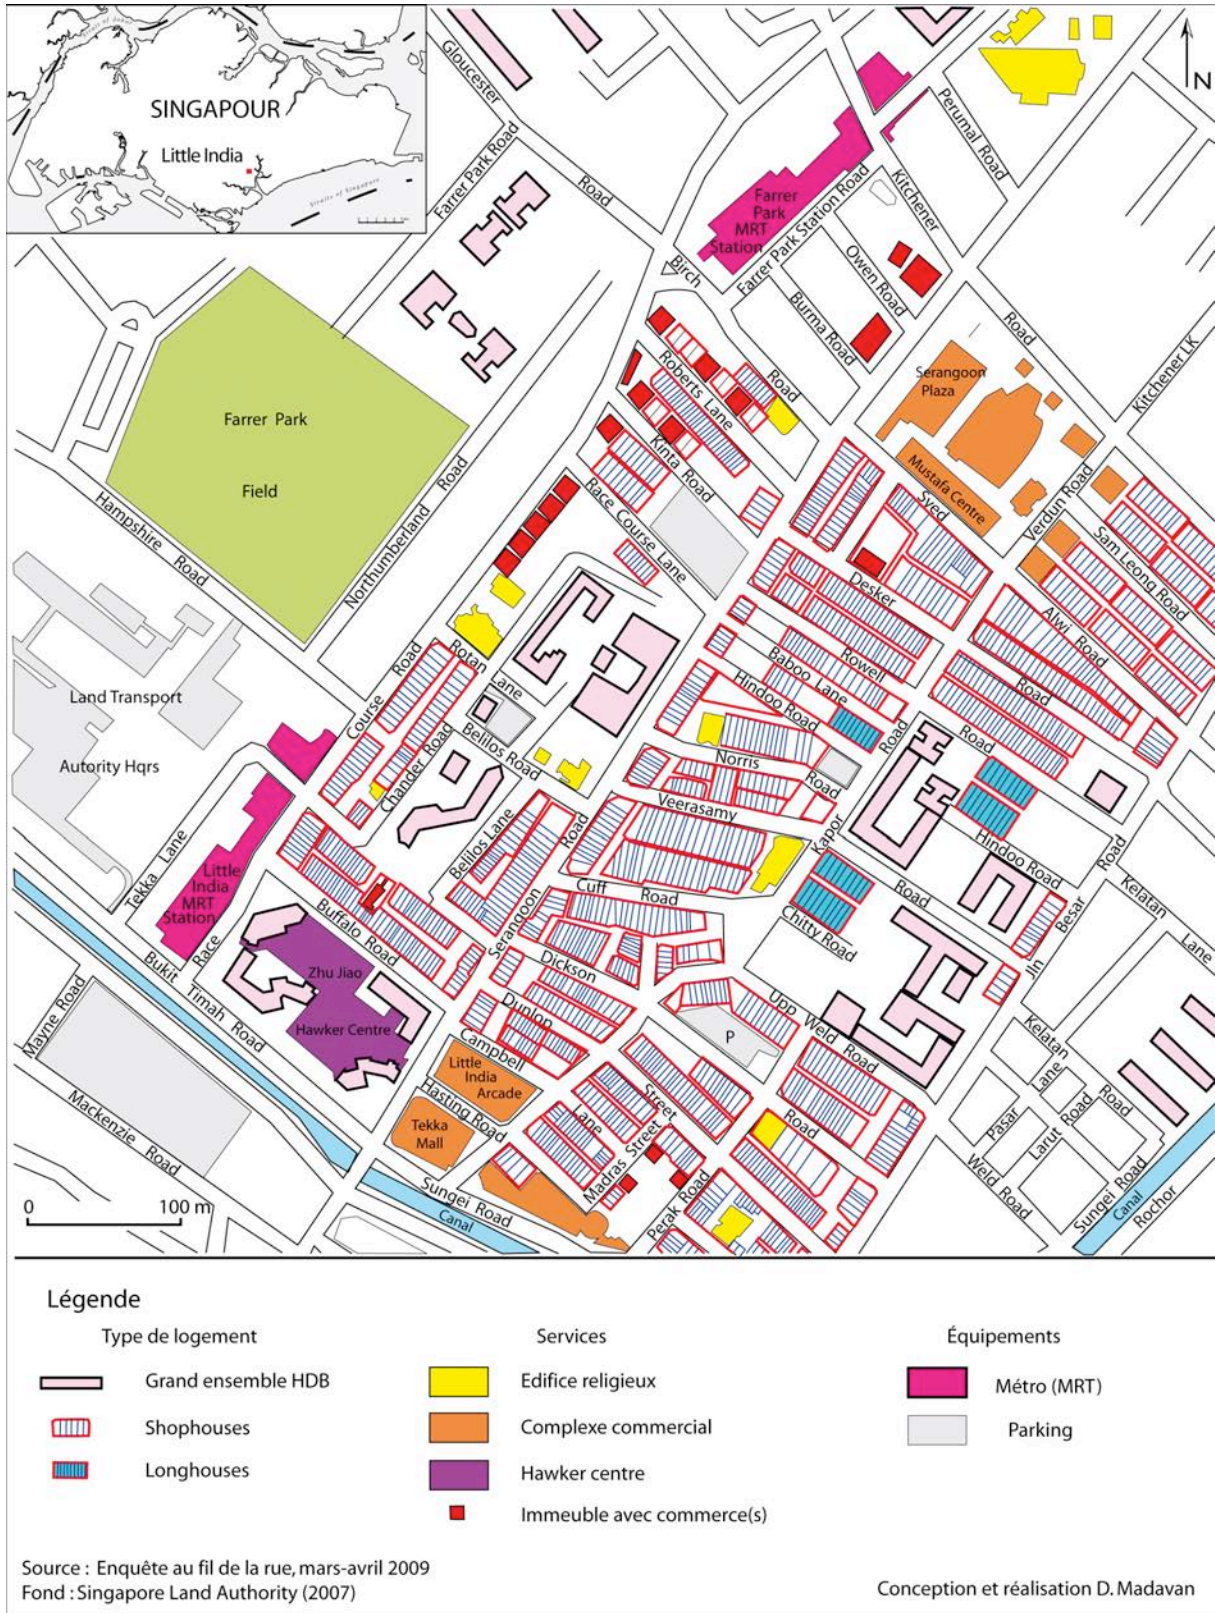 SINGAPOUR
Little India
Straits of Johor
Straits of Singapore
N
Gloucester
Road
Farrer Park Road
Perumal Road
Kitchener
Road
Farrer
Park
MRT
Station
Farrer Park Station Road
Owen Road
Burma Road
Birch
Road
Kitchener LK
Serangoon
Plaza
Mustafa Centre
Verdun Road
Sam Leong Road
Syed
Alwi Road
Roberts Lane
Kinta Road
Race Course Lane
Farrer Park
Field
Hampshire Road
Northumberland Road
Desker
Road
Rowell
Road
Baboo Lane
Hindoo Road
Norris
Road
Veerasamy
Road
Kapor
Road
Hindoo Road
Chitty Road
Cuff
Road
Dickson
Dunlop
Street
Upp Weld Road
Road
Campbell
Lane
Hasting Road
Madras Street
Perak Road
Land Transport
Autority Hqrs
Tekka Lane
Little
India
MRT
Station
Race
Course Road
Rotan
Lane
Chander Road
Belilos Road
Belilos Lane
Serangoon
Road
Buffalo Road
Zhu Jiao
Hawker Centre
Bukit Timah Road
Mayne Road
Mackenzie Road
Little
India
Arcade
Tekka
Mall
Sungei Road
Canal
P
Jln
Besar
Road
Kelatan
Lane
Kelatan
Lane
Road
Pasar
Larut Road
Weld Road
Sungei Road
Canal
Rochor
0 100 m
Légende
Type de logement
Grand ensemble HDB
Shophouses
Longhouses
Services
Edifice religieux
Complexe commercial
Hawker centre
Immeuble avec commerce(s)
Équipements
Métro (MRT)
Parking
Source : Enquête au fil de la rue, mars-avril 2009
Fond : Singapore Land Authority (2007)
Conception et réalisation D. Madavan